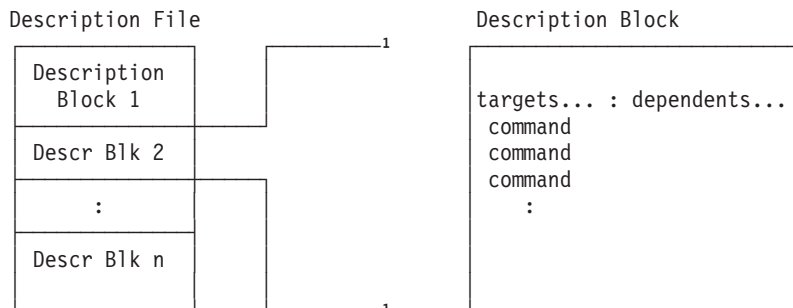 Description File
Description Block
1
Description
Block 1
targets... : dependents...
command
Descr Blk 2
command
command
:
:
Descr Blk n
1